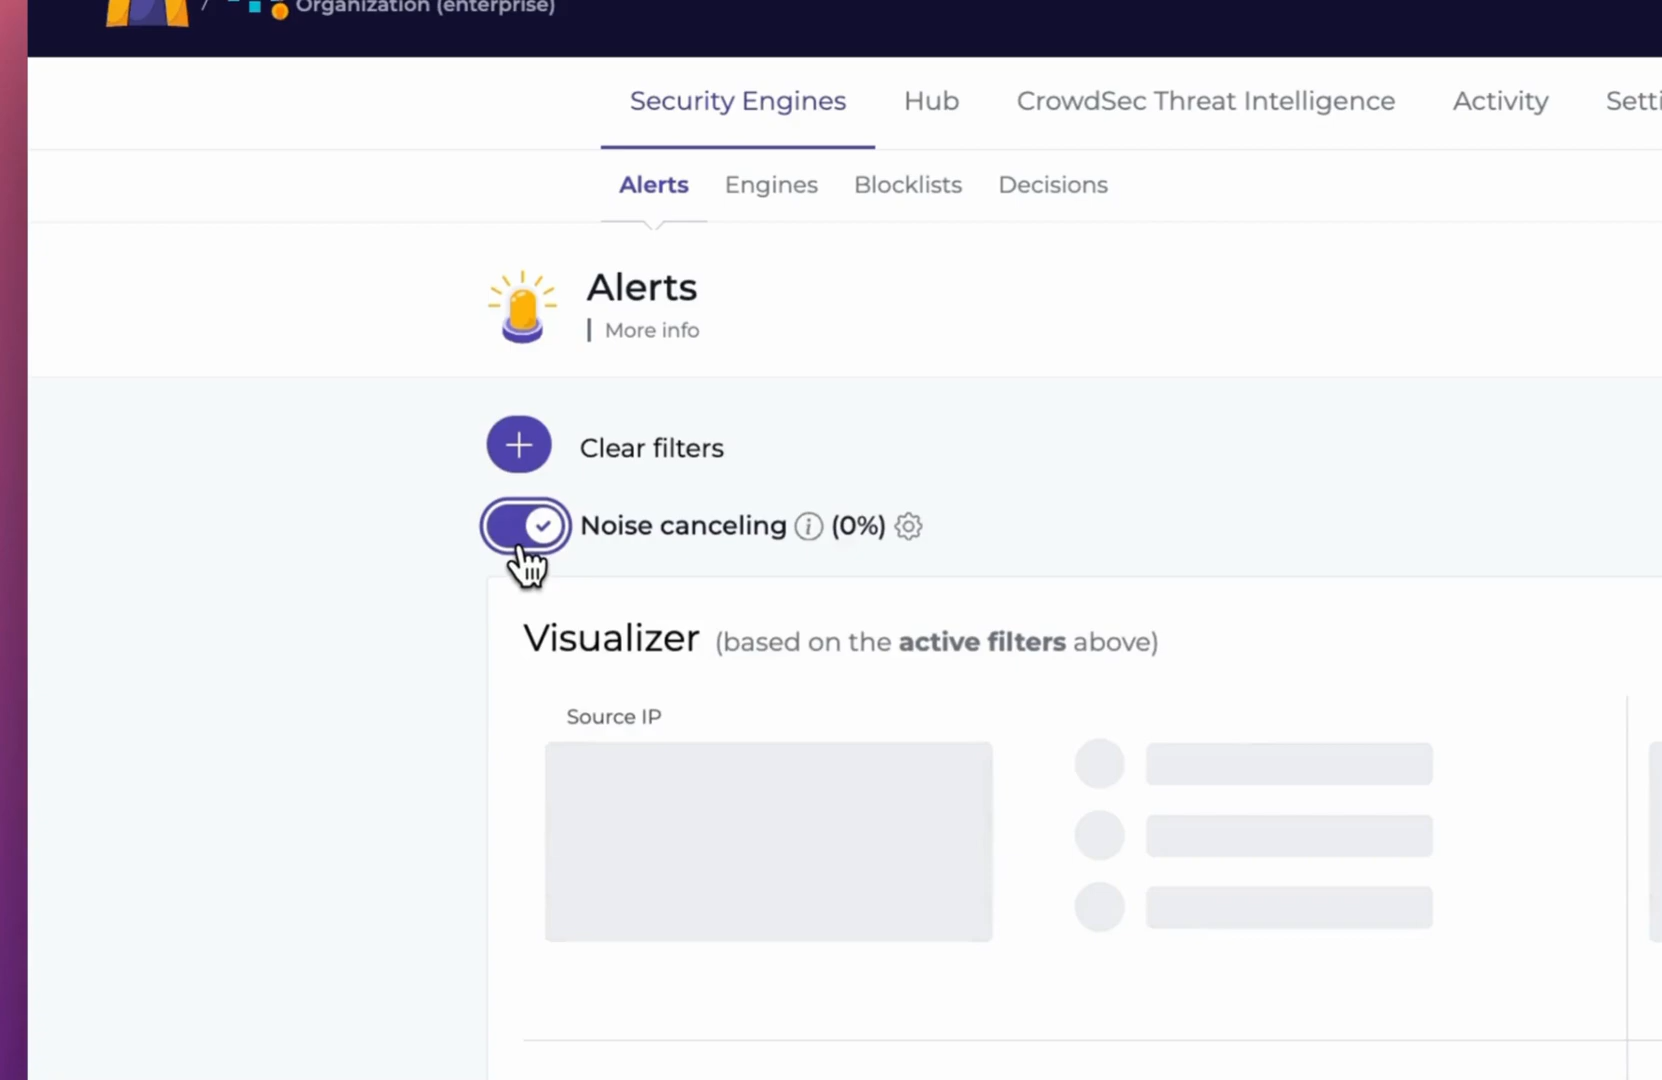 / Organization (enterprise)
Security Engines Hub CrowdSec Threat Intelligence Activity Setti
Alerts Engines Blocklists Decisions
Alerts
More info
Clear filters
Noise canceling (0%)
Visualizer (based on the active filters above)
Source IP